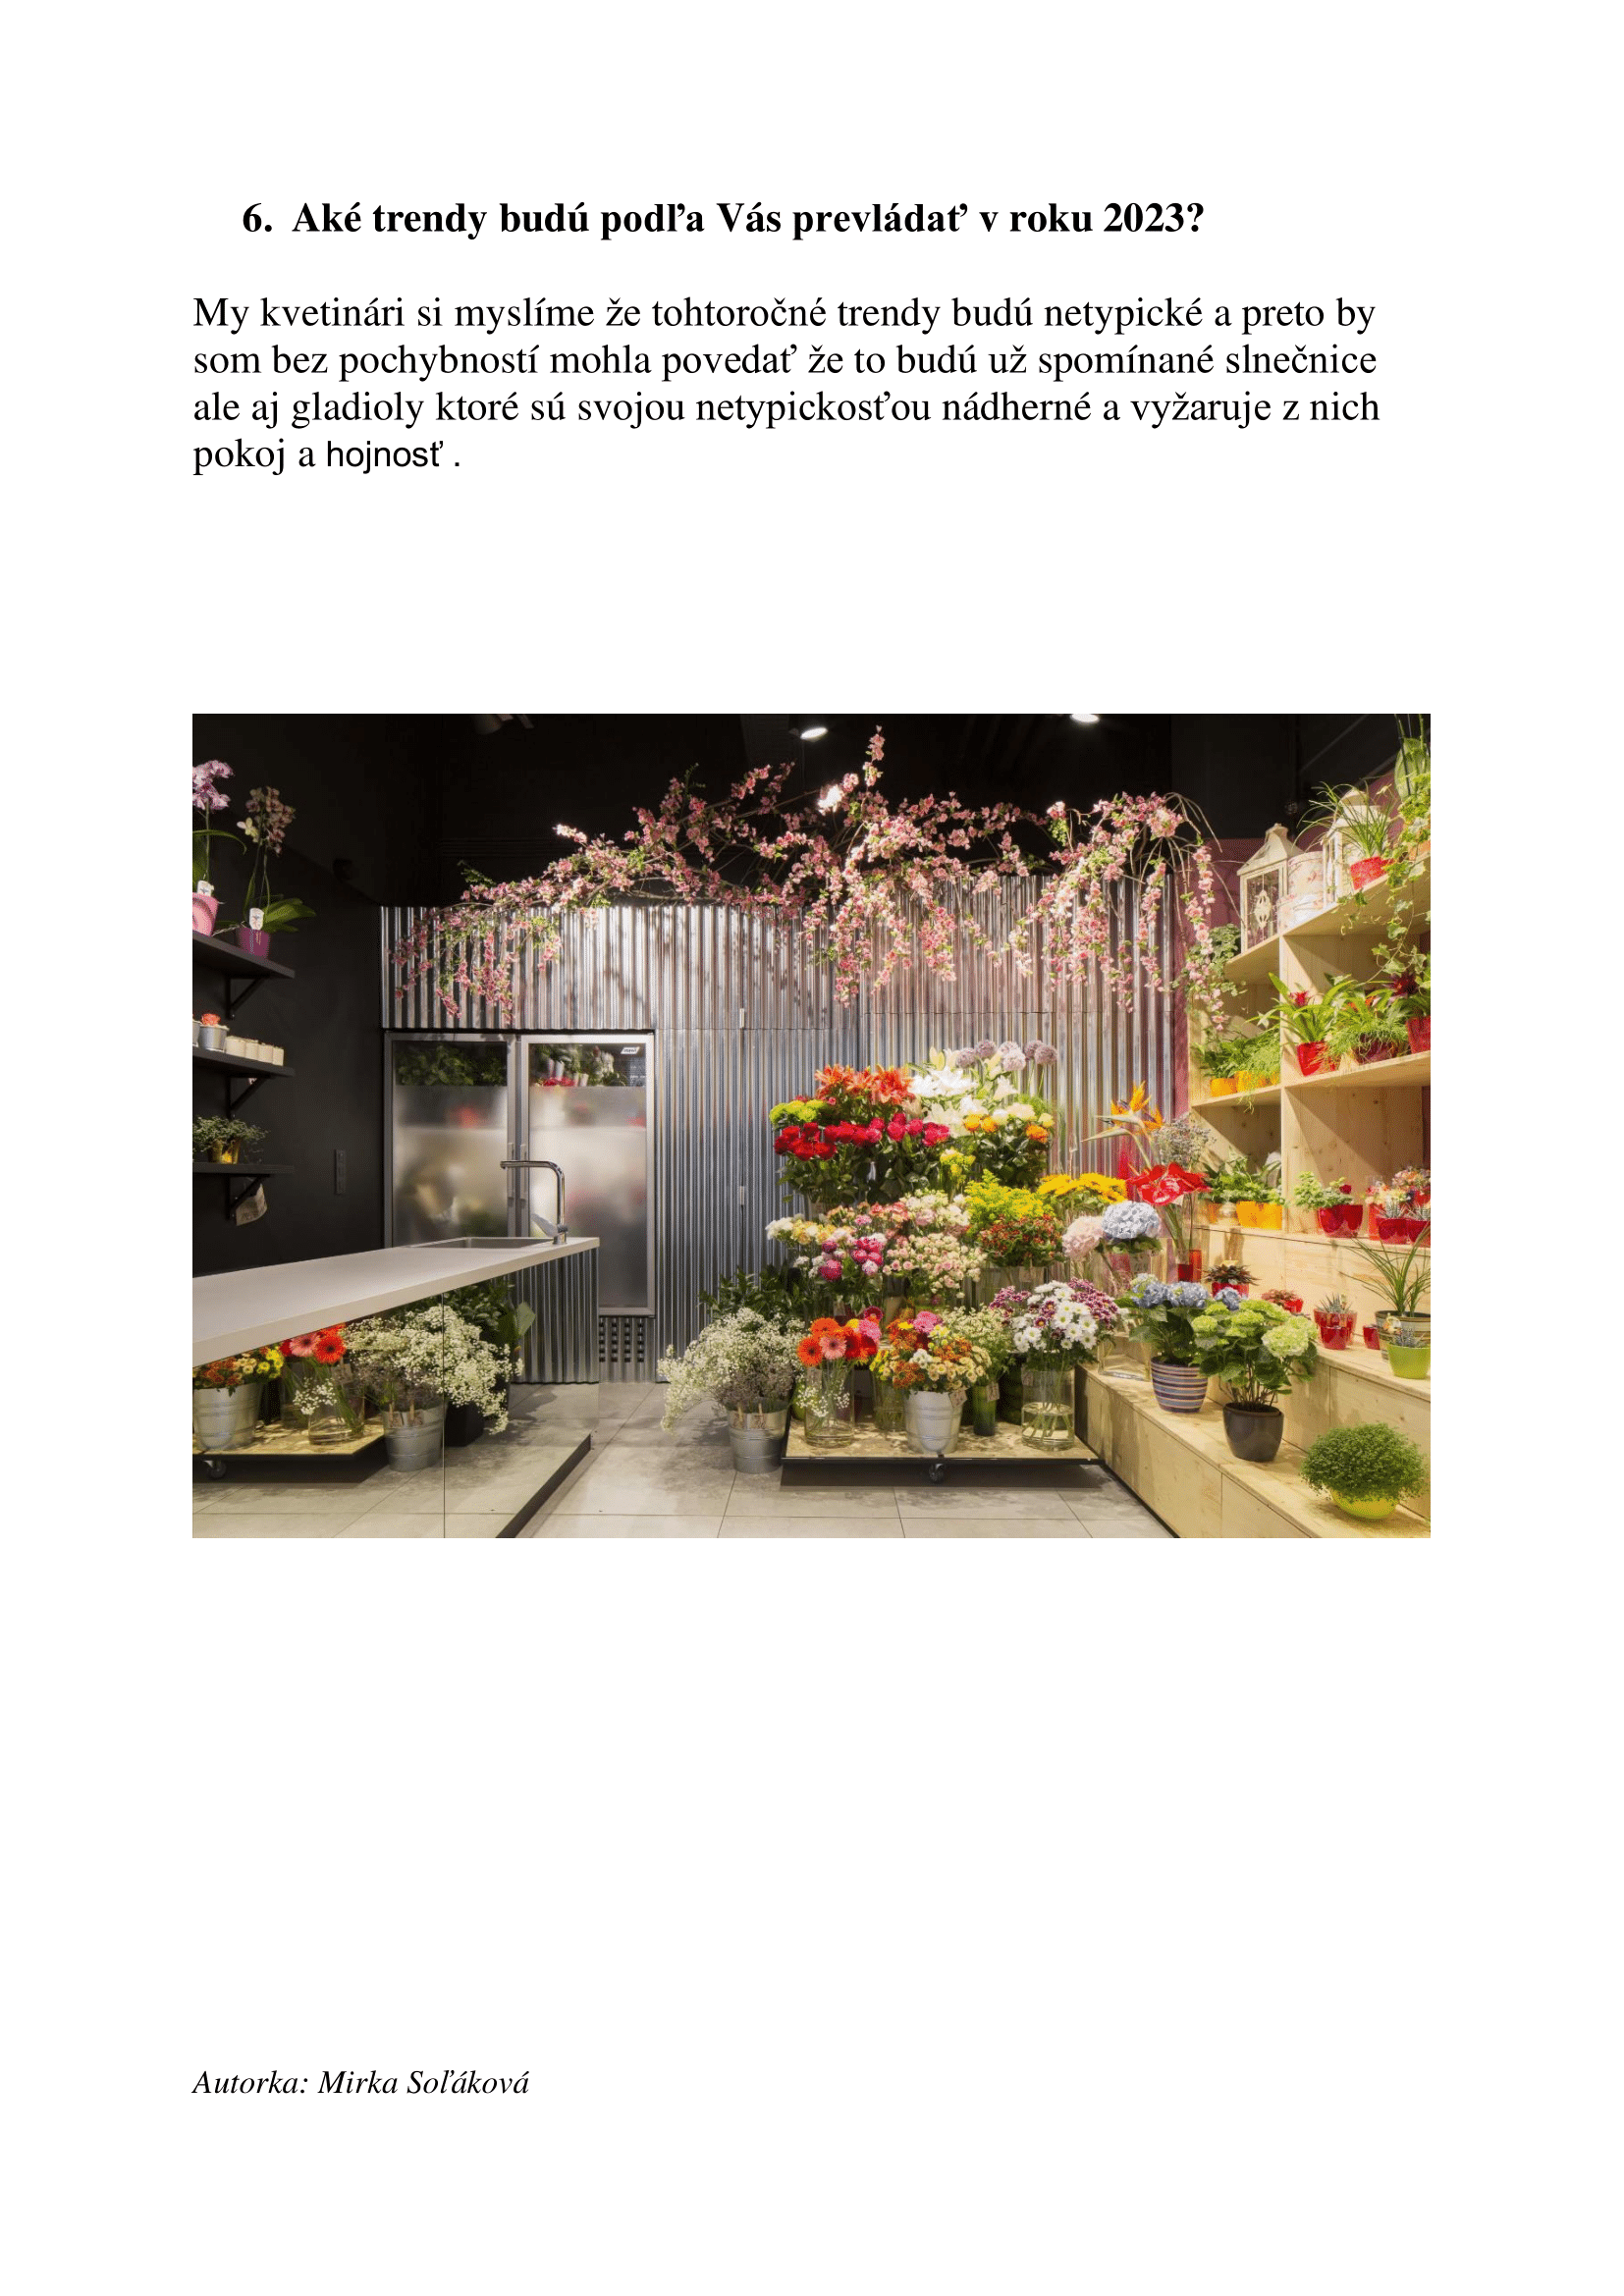 6. Aké trendy budú podľa Vás prevládať v roku 2023?
My kvetinári si myslíme že tohtoročné trendy budú netypické a preto by
som bez pochybností mohla povedať že to budú už spomínané slnečnice
ale aj gladioly ktoré sú svojou netypickosťou nádherné a vyžaruje z nich
pokoj a hojnosť .
Autorka: Mirka Soľáková